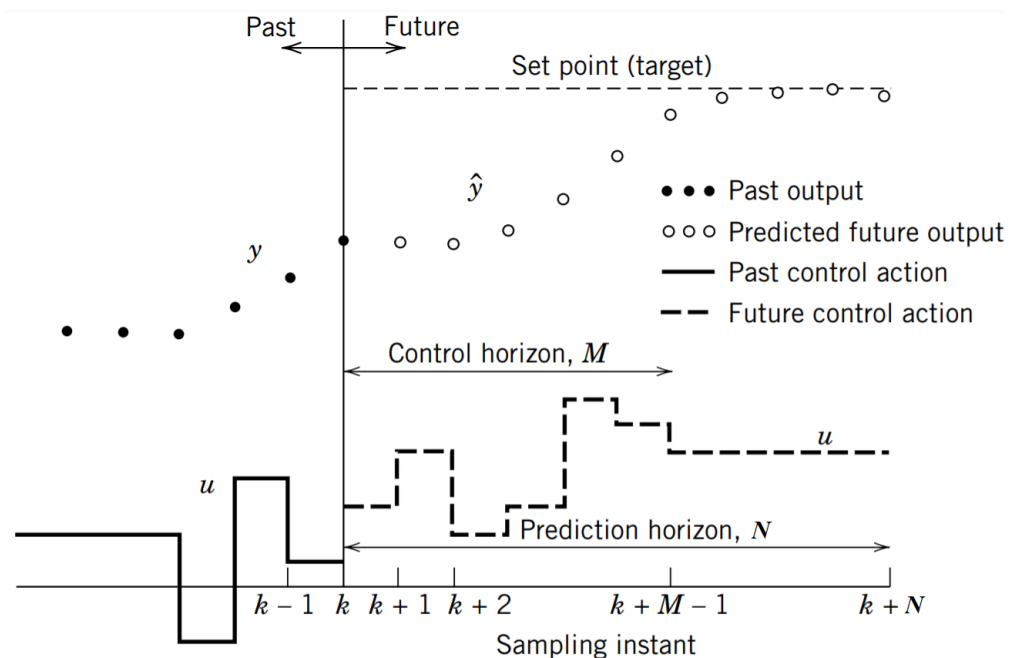 Past Future
Set point (target)
ŷ
Past output
y
Predicted future output
Past control action
Future control action
Control horizon, M
u
u
Prediction horizon, N
k – 1 k k + 1 k + 2 k + M – 1 k + N
Sampling instant